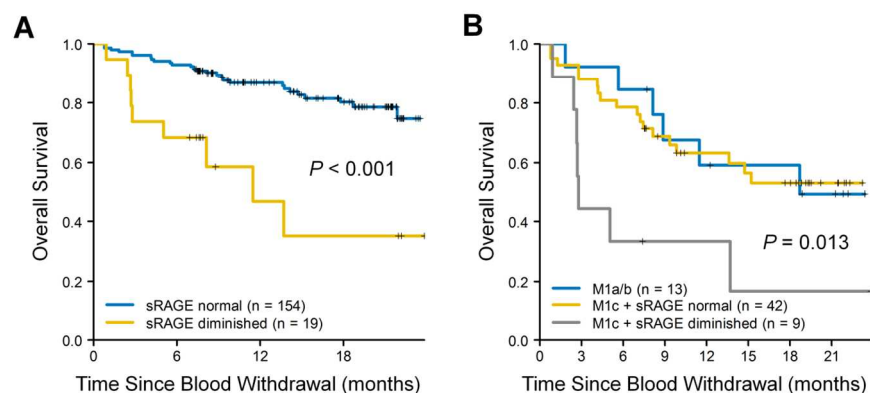 A
Overall Survival
1.0
0.8
0.6
0.4
0.2
0.0
P < 0.001
sRAGE normal (n = 154)
sRAGE diminished (n = 19)
0 6 12 18
Time Since Blood Withdrawal (months)
B
Overall Survival
1.0
0.8
0.6
0.4
0.2
0.0
P = 0.013
M1a/b (n = 13)
M1c + sRAGE normal (n = 42)
M1c + sRAGE diminished (n = 9)
0 3 6 9 12 15 18 21
Time Since Blood Withdrawal (months)